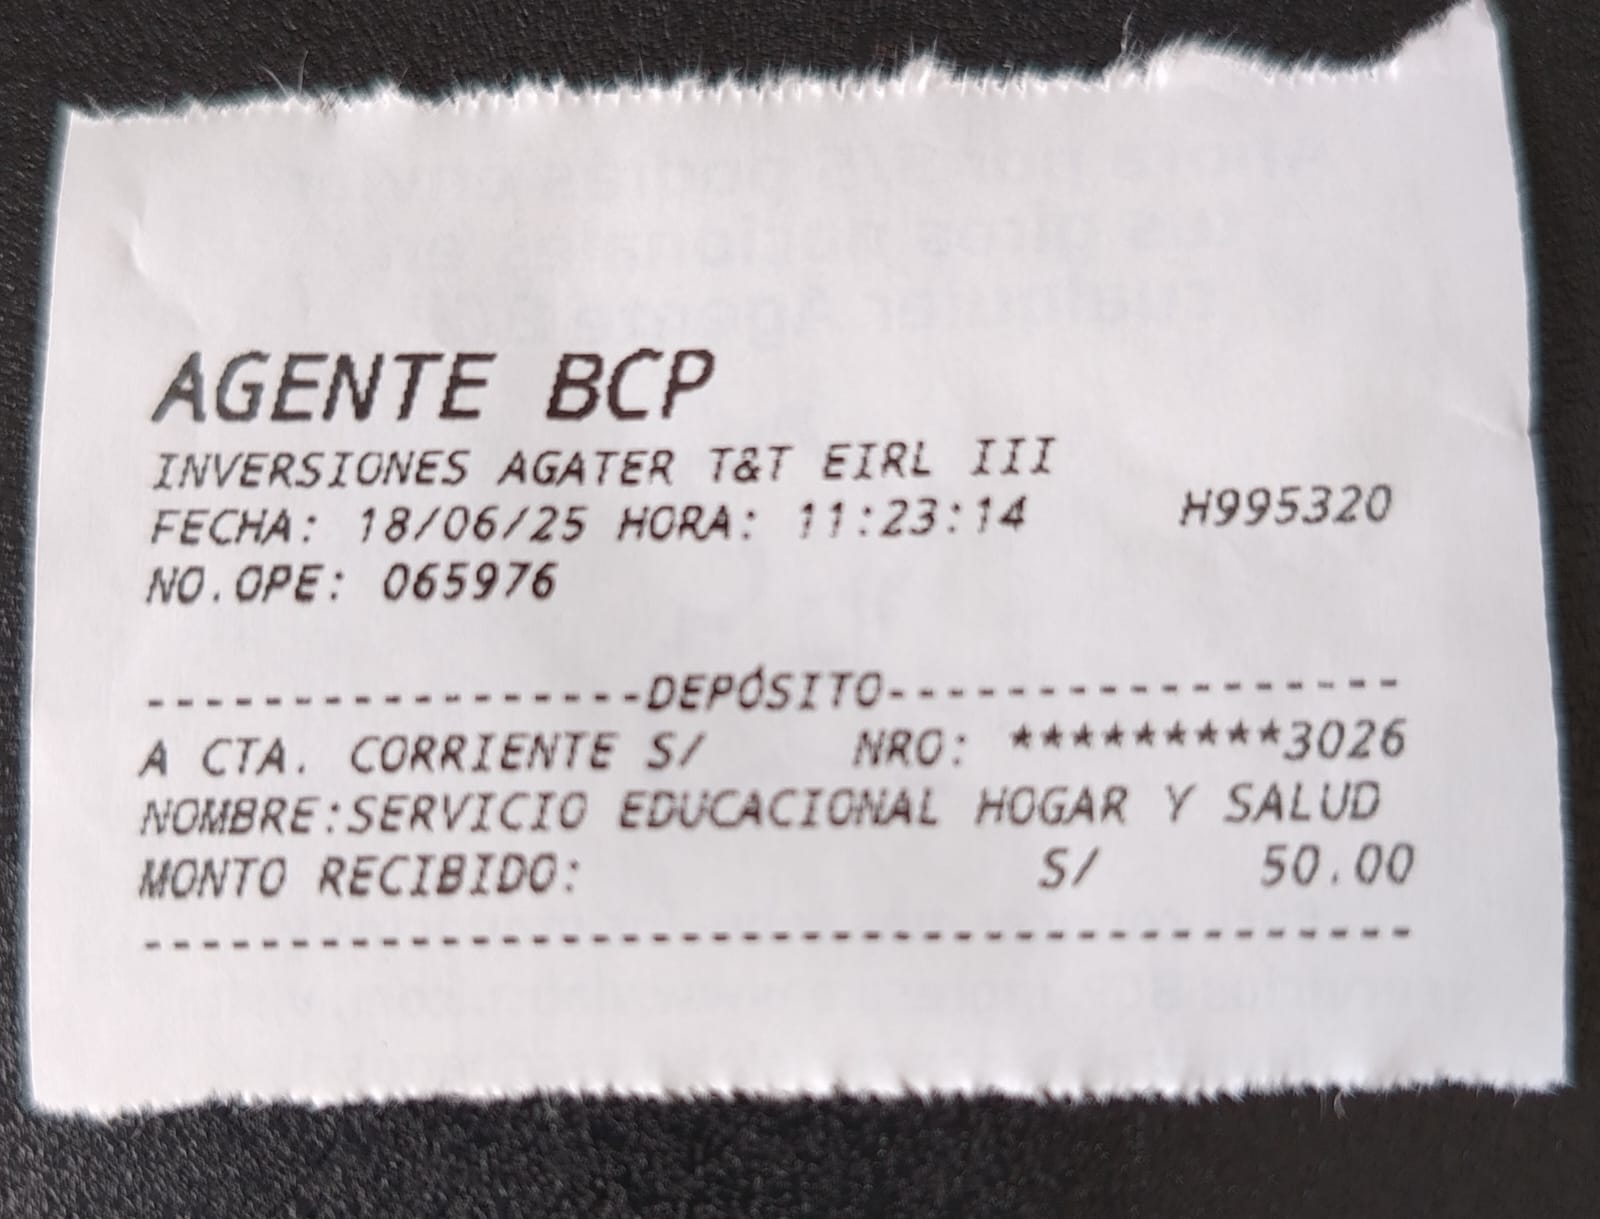 AGENTE BCP
INVERSIONES AGATER T&T EIRL III
FECHA: 18/06/25 HORA: 11:23:14 H995320
NO.OPE: 065976
-----------------DEPÓSITO-----------------
A CTA. CORRIENTE S/ NRO: *********3026
NOMBRE:SERVICIO EDUCACIONAL HOGAR Y SALUD
MONTO RECIBIDO: S/ 50.00